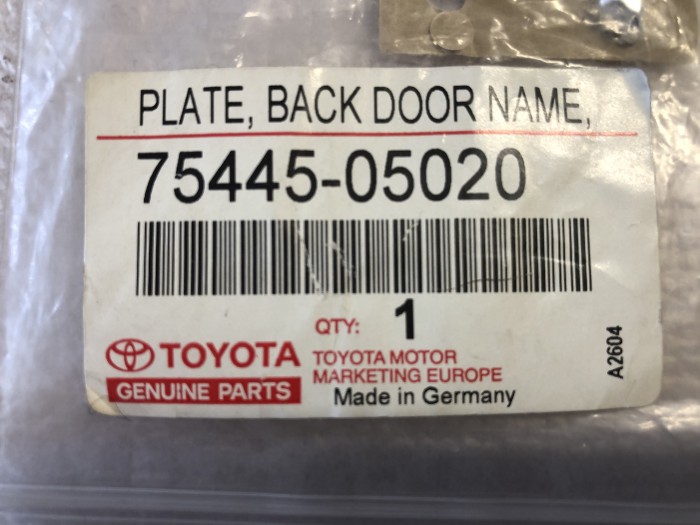 PLATE, BACK DOOR NAME,
75445-05020
QTY: 1
TOYOTA
GENUINE PARTS
TOYOTA MOTOR
MARKETING EUROPE
Made in Germany
A2604